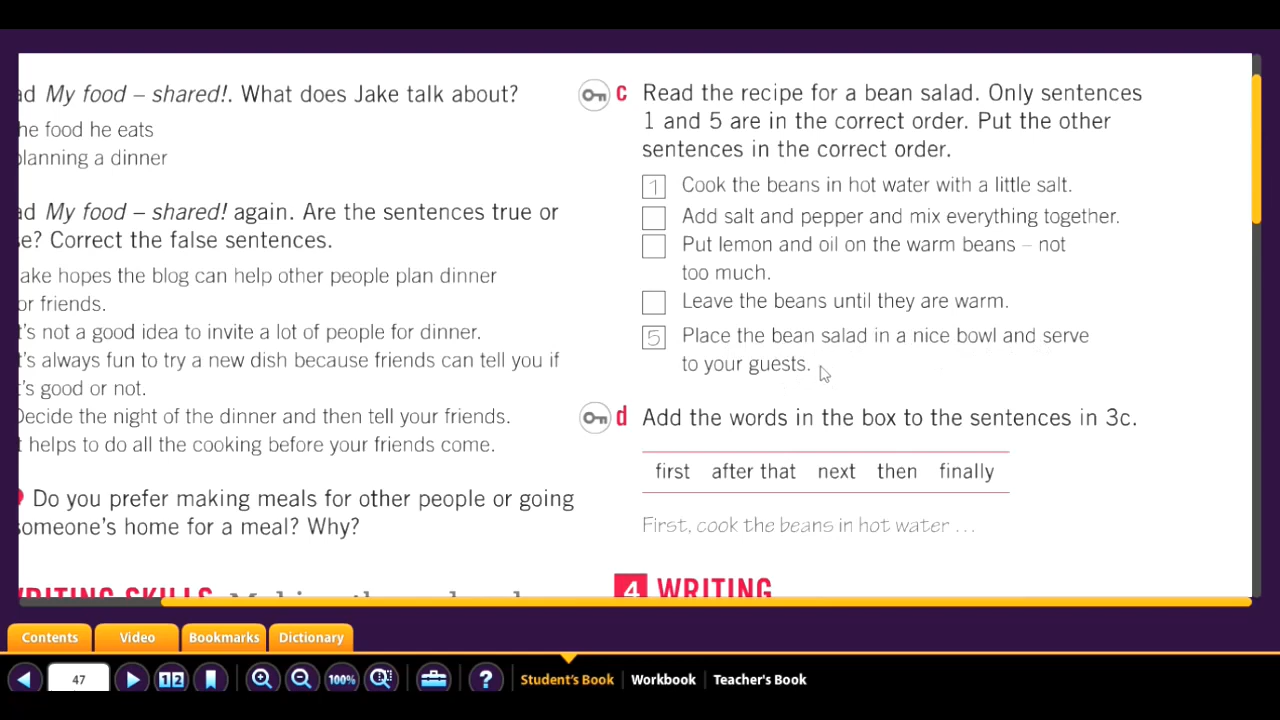 ad My food – shared!. What does Jake talk about?
he food he eats
planning a dinner
ad My food – shared! again. Are the sentences true or
se? Correct the false sentences.
ake hopes the blog can help other people plan dinner
or friends.
t's not a good idea to invite a lot of people for dinner.
t's always fun to try a new dish because friends can tell you if
t's good or not.
Decide the night of the dinner and then tell your friends.
t helps to do all the cooking before your friends come.
Do you prefer making meals for other people or going
someone's home for a meal? Why?
c Read the recipe for a bean salad. Only sentences
1 and 5 are in the correct order. Put the other
sentences in the correct order.
1 Cook the beans in hot water with a little salt.
Add salt and pepper and mix everything together.
Put lemon and oil on the warm beans – not
too much.
Leave the beans until they are warm.
5 Place the bean salad in a nice bowl and serve
to your guests.
d Add the words in the box to the sentences in 3c.
first after that next then finally
First, cook the beans in hot water ...
4 WRITING
Contents Video Bookmarks Dictionary
47 12 100% ? Student's Book Workbook Teacher's Book